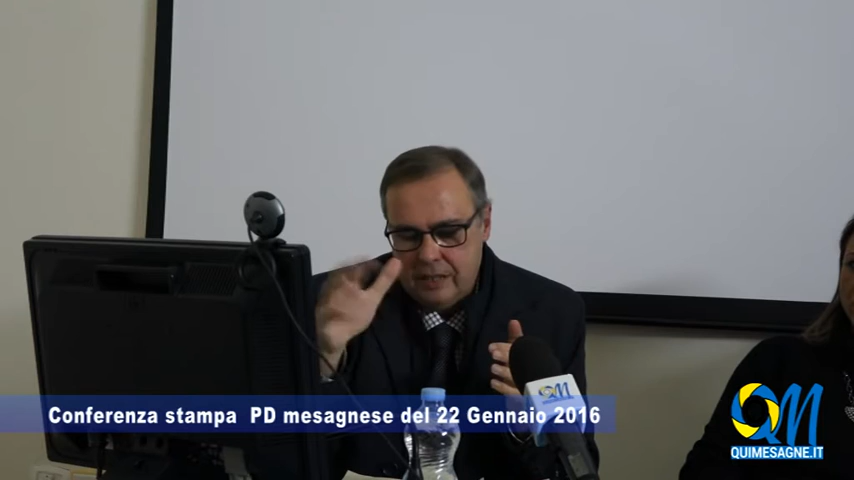 Conferenza stampa PD mesagnese del 22 Gennaio 2016
QM
QM
QUIMESAGNE.IT